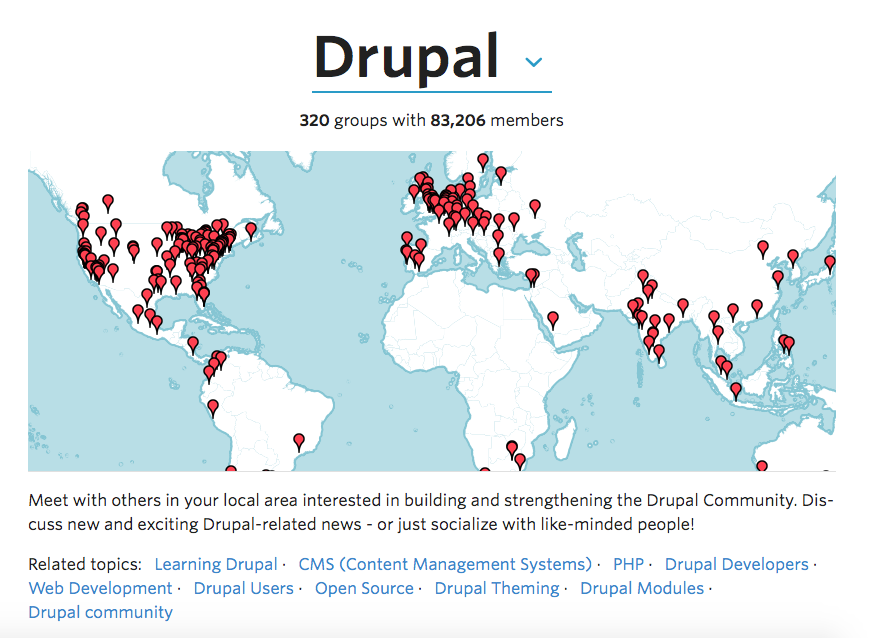 Drupal
320 groups with 83,206 members
Meet with others in your local area interested in building and strengthening the Drupal Community. Dis-
cuss new and exciting Drupal-related news - or just socialize with like-minded people!
Related topics: Learning Drupal · CMS (Content Management Systems) · PHP · Drupal Developers ·
Web Development · Drupal Users · Open Source · Drupal Theming · Drupal Modules ·
Drupal community